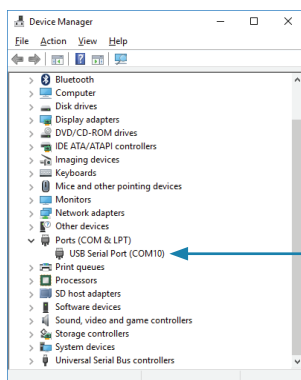 Device Manager
File Action View Help
Bluetooth
Computer
Disk drives
Display adapters
DVD/CD-ROM drives
IDE ATA/ATAPI controllers
Imaging devices
Keyboards
Mice and other pointing devices
Monitors
Network adapters
Other devices
Ports (COM & LPT)
USB Serial Port (COM10)
Print queues
Processors
SD host adapters
Software devices
Sound, video and game controllers
Storage controllers
System devices
Universal Serial Bus controllers